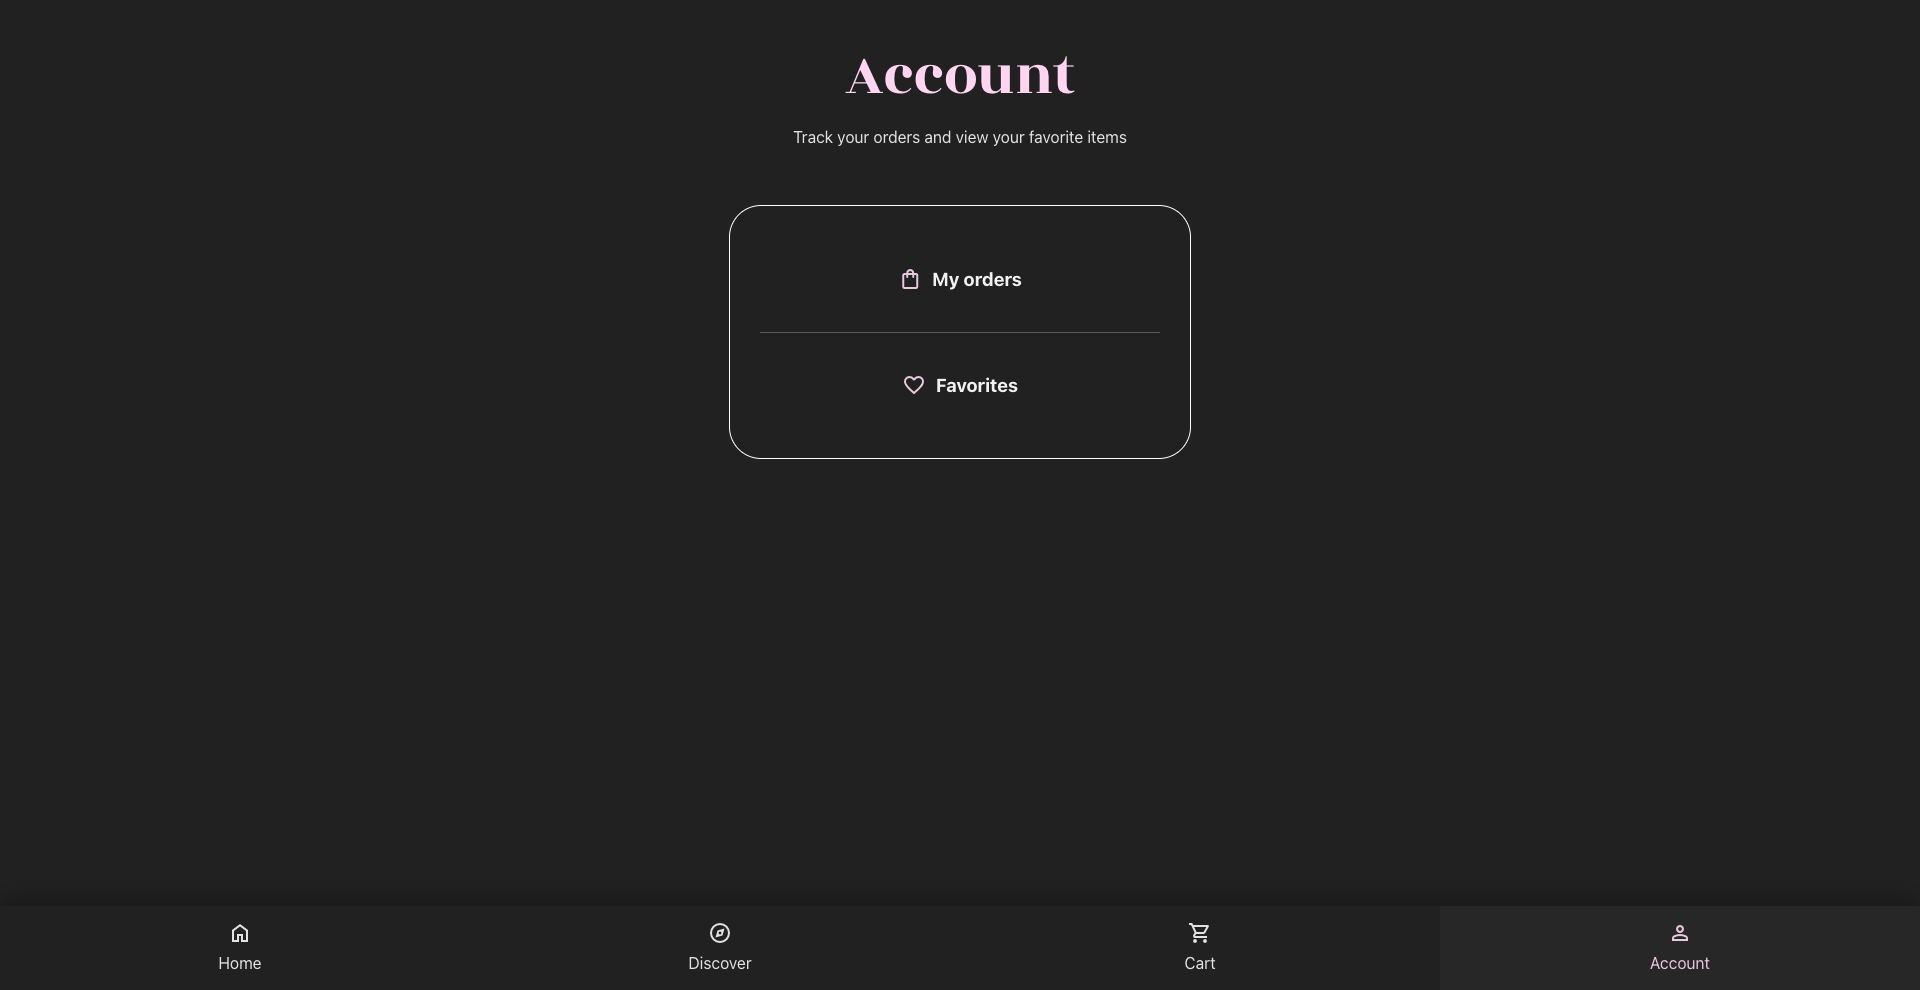 Account
Track your orders and view your favorite items
My orders
Favorites
Home
Discover
Cart
Account